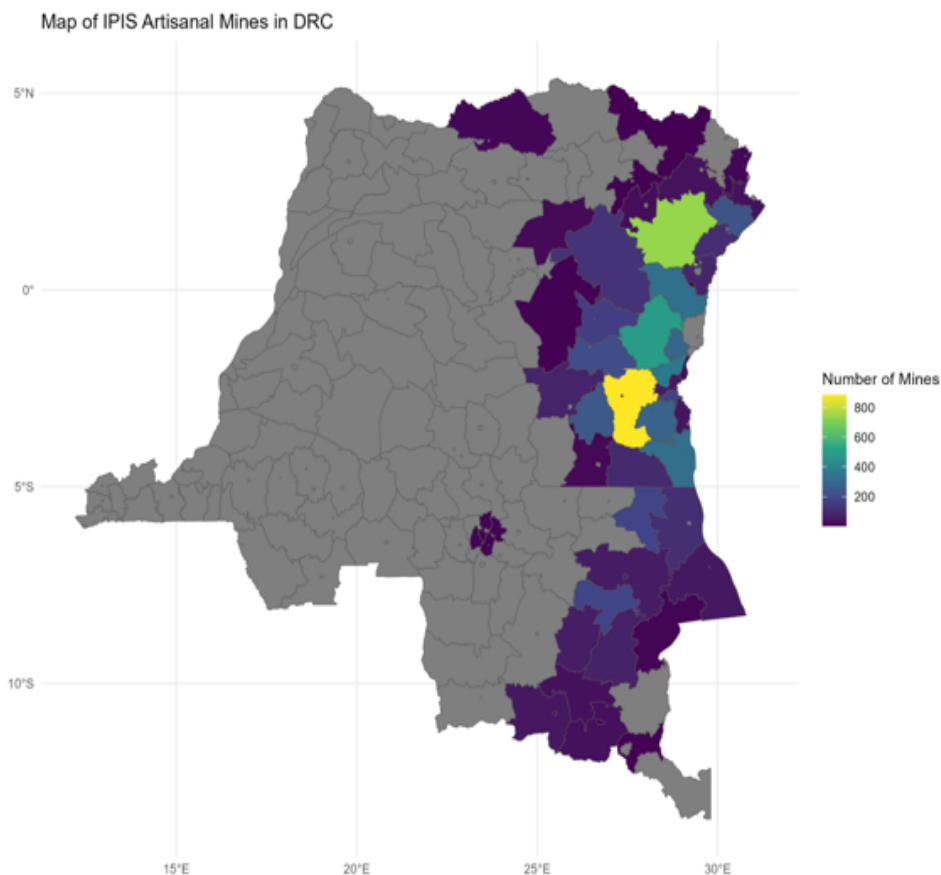 Map of IPIS Artisanal Mines in DRC
5°N
0°
5°S
10°S
15°E
20°E
25°E
30°E
Number of Mines
800
600
400
200